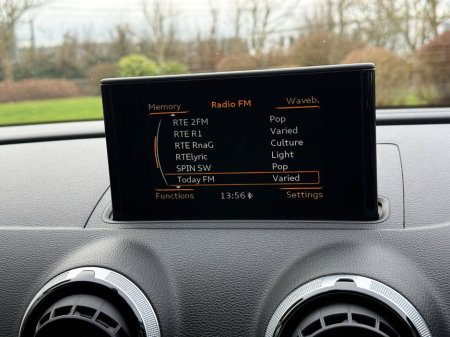 Memory Radio FM Waveb.
RTE 2FM Pop
RTE R1 Varied
RTE RnaG Culture
RTElyric Light
SPIN SW Pop
Today FM Varied
Functions 13:56 Settings